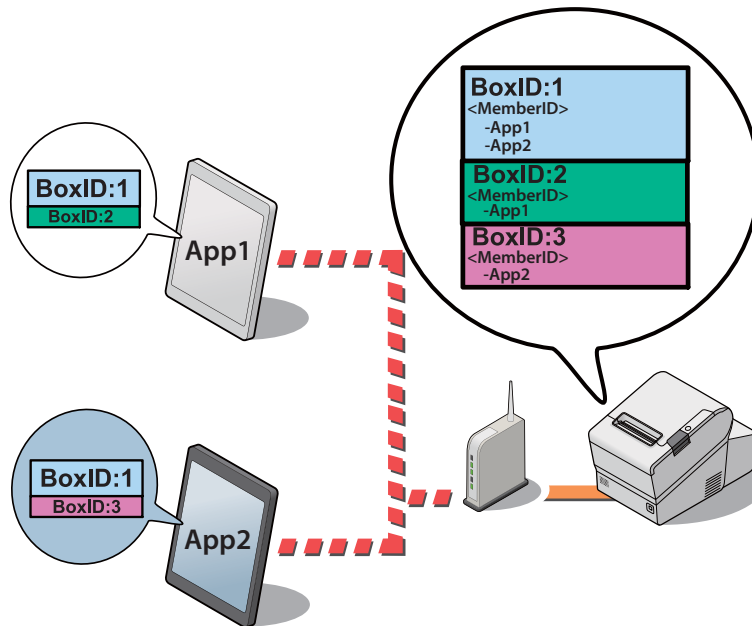 BoxID:1
<MemberID>
-App1
-App2
BoxID:2
<MemberID>
-App1
BoxID:3
<MemberID>
-App2
BoxID:1
BoxID:2
App1
BoxID:1
BoxID:3
App2